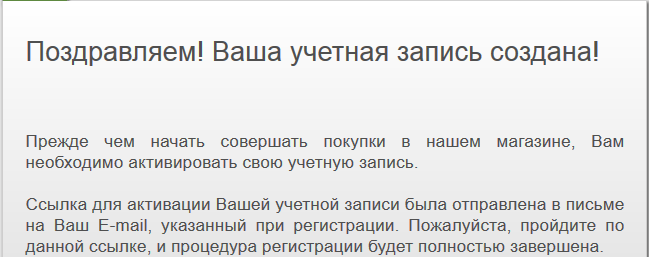 Поздравляем! Ваша учетная запись создана!
Прежде чем начать совершать покупки в нашем магазине, Вам
необходимо активировать свою учетную запись.
Ссылка для активации Вашей учетной записи была отправлена в письме
на Ваш E-mail, указанный при регистрации. Пожалуйста, пройдите по
данной ссылке, и процедура регистрации будет полностью завершена.